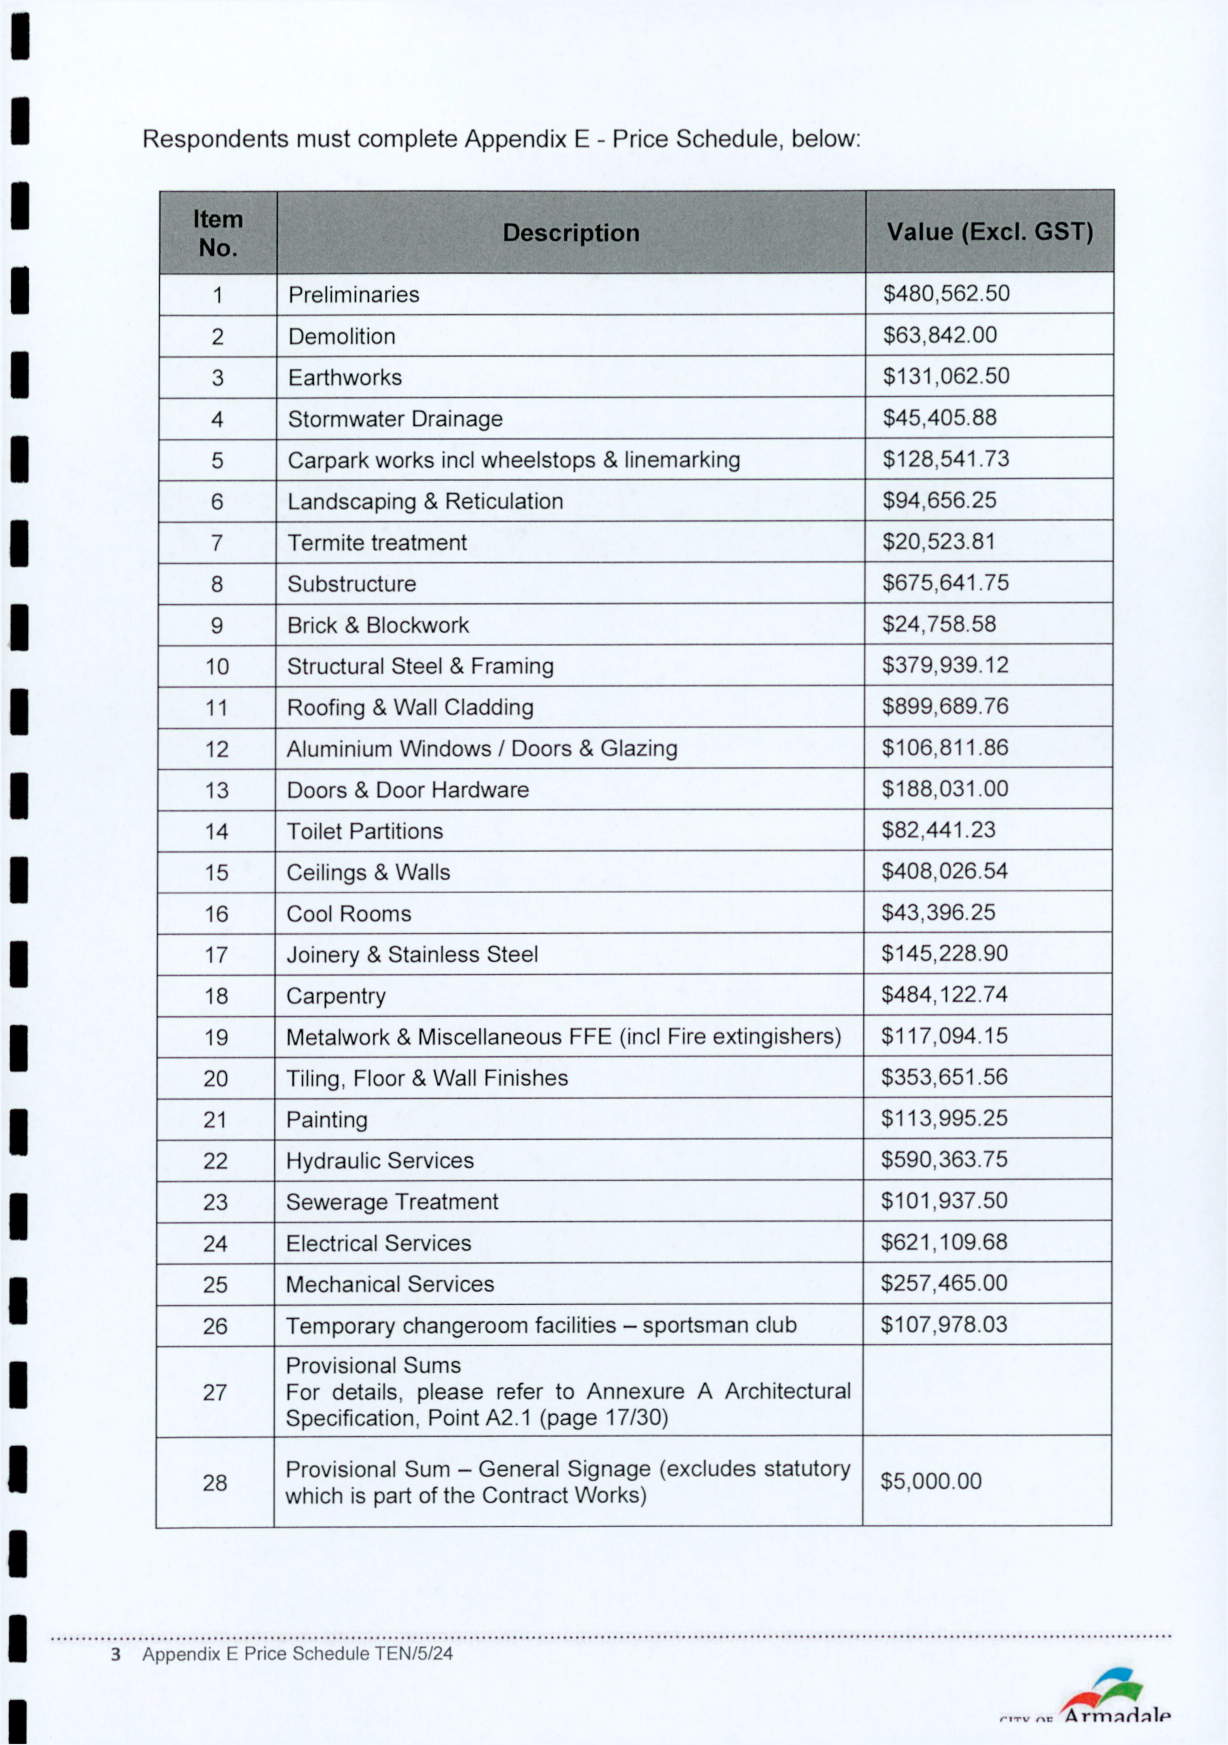 Respondents must complete Appendix E - Price Schedule, below:
Item No. Description Value (Excl. GST)
1 Preliminaries $480,562.50
2 Demolition $63,842.00
3 Earthworks $131,062.50
4 Stormwater Drainage $45,405.88
5 Carpark works incl wheelstops & linemarking $128,541.73
6 Landscaping & Reticulation $94,656.25
7 Termite treatment $20,523.81
8 Substructure $675,641.75
9 Brick & Blockwork $24,758.58
10 Structural Steel & Framing $379,939.12
11 Roofing & Wall Cladding $899,689.76
12 Aluminium Windows / Doors & Glazing $106,811.86
13 Doors & Door Hardware $188,031.00
14 Toilet Partitions $82,441.23
15 Ceilings & Walls $408,026.54
16 Cool Rooms $43,396.25
17 Joinery & Stainless Steel $145,228.90
18 Carpentry $484,122.74
19 Metalwork & Miscellaneous FFE (incl Fire extingishers) $117,094.15
20 Tiling, Floor & Wall Finishes $353,651.56
21 Painting $113,995.25
22 Hydraulic Services $590,363.75
23 Sewerage Treatment $101,937.50
24 Electrical Services $621,109.68
25 Mechanical Services $257,465.00
26 Temporary changeroom facilities – sportsman club $107,978.03
27 Provisional Sums
For details, please refer to Annexure A Architectural
Specification, Point A2.1 (page 17/30)
28 Provisional Sum – General Signage (excludes statutory
which is part of the Contract Works) $5,000.00
3 Appendix E Price Schedule TEN/5/24
CITY OF Armadale